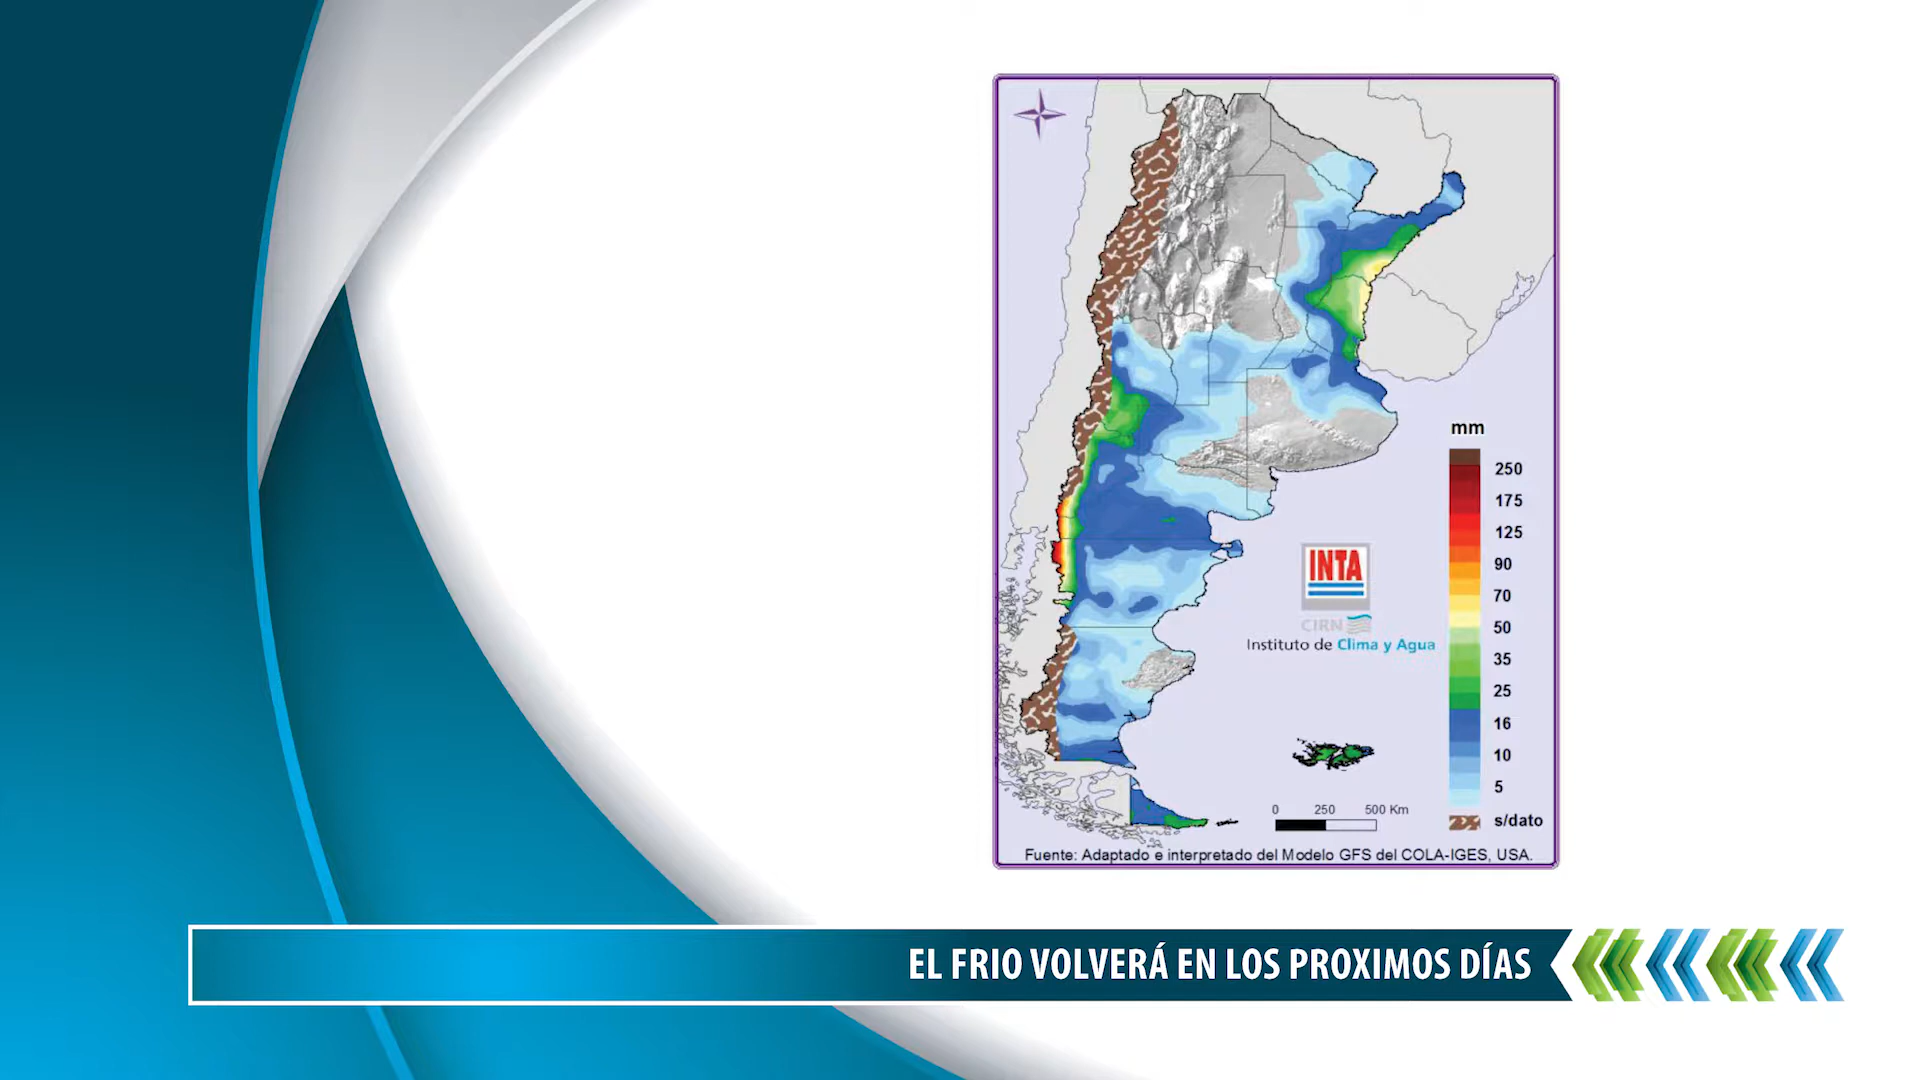 mm
250
175
125
90
70
50
35
25
16
10
5
s/dato
INTA
CIRN
Instituto de Clima y Agua
0 250 500 Km
Fuente: Adaptado e interpretado del Modelo GFS del COLA-IGES, USA.
EL FRIO VOLVERÁ EN LOS PROXIMOS DÍAS